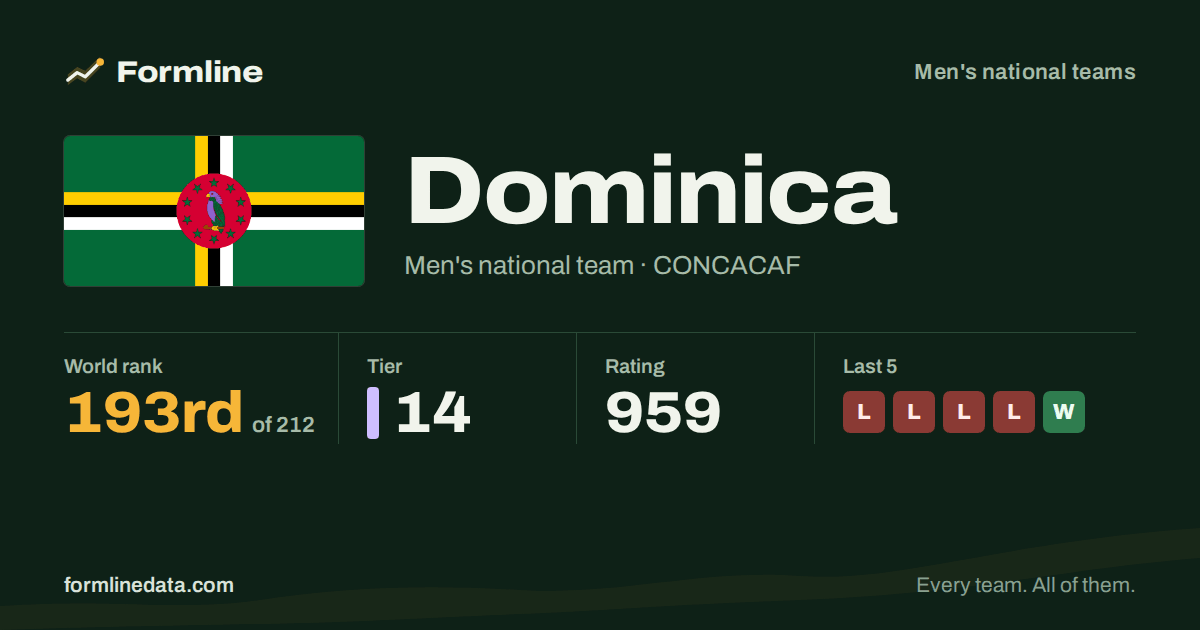 Formline
Men's national teams
Dominica
Men's national team · CONCACAF
World rank
193rd of 212
Tier
14
Rating
959
Last 5
L L L L W
formlinedata.com
Every team. All of them.